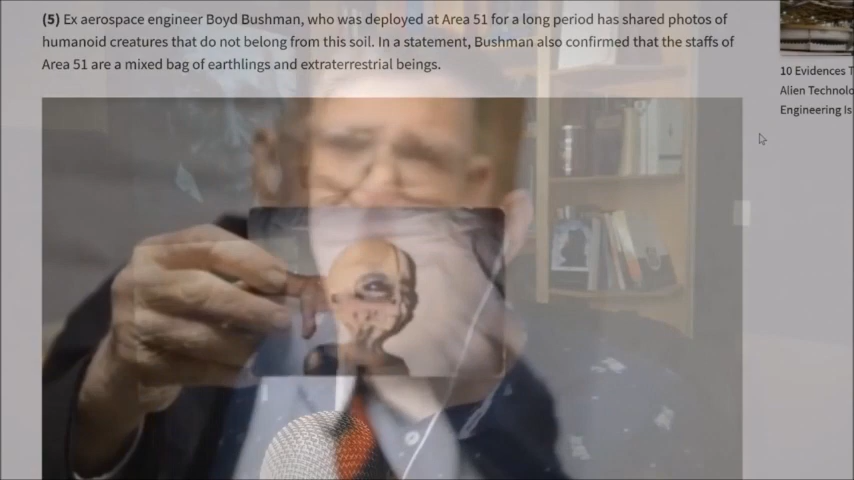 (5) Ex aerospace engineer Boyd Bushman, who was deployed at Area 51 for a long period has shared photos of
humanoid creatures that do not belong from this soil. In a statement, Bushman also confirmed that the staffs of
Area 51 are a mixed bag of earthlings and extraterrestrial beings.
10 Evidences T
Alien Technolo
Engineering Is